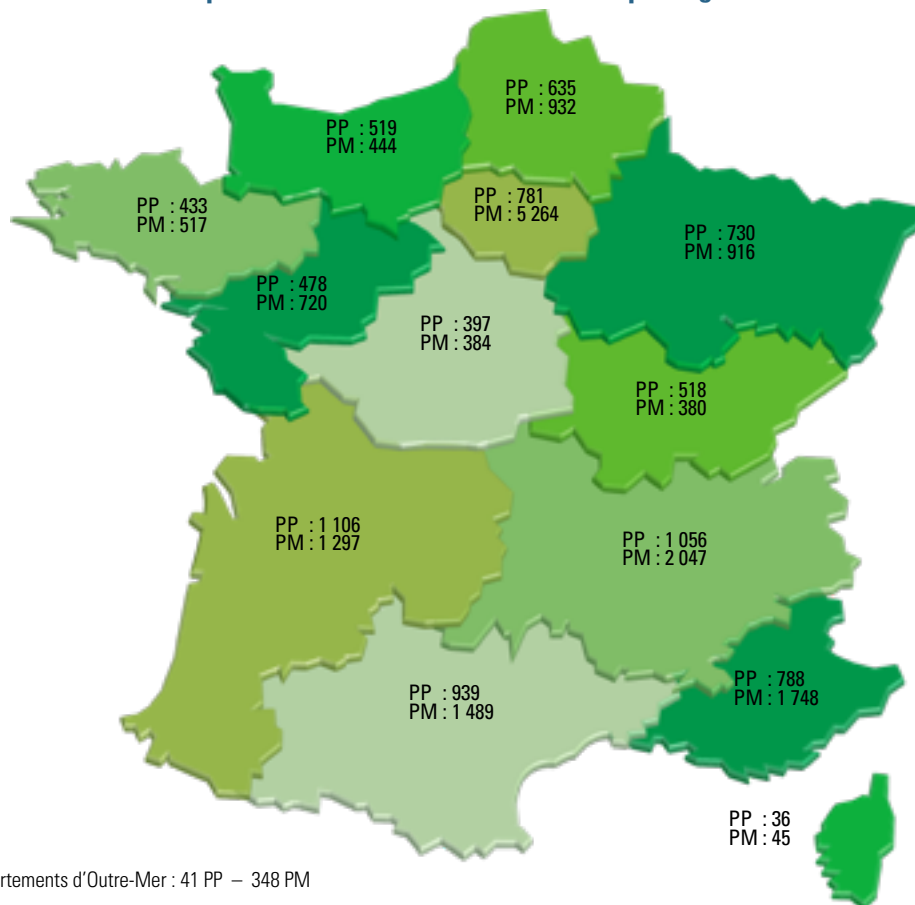 PP : 635
PM : 932
PP : 519
PM : 444
PP : 781
PM : 5 264
PP : 433
PM : 517
PP : 730
PM : 916
PP : 478
PM : 720
PP : 397
PM : 384
PP : 518
PM : 380
PP : 1 106
PM : 1 297
PP : 1 056
PM : 2 047
PP : 788
PM : 1 748
PP : 939
PM : 1 489
PP : 36
PM : 45
rtements d'Outre-Mer : 41 PP – 348 PM